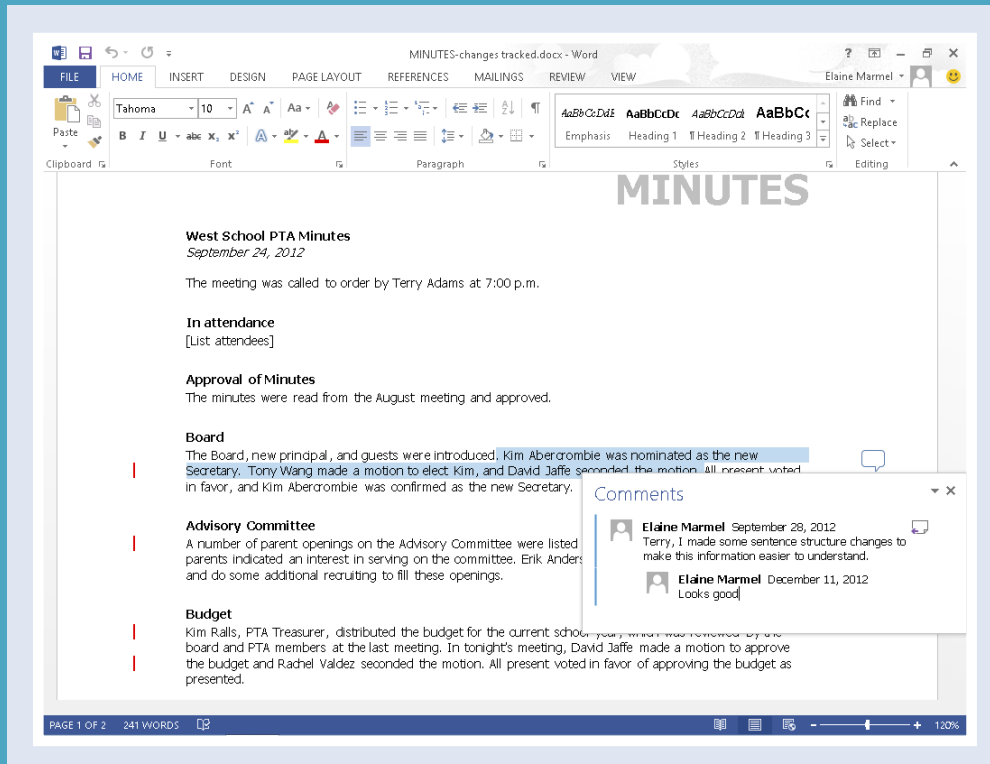 MINUTES-changes tracked.docx - Word
FILE HOME INSERT DESIGN PAGE LAYOUT REFERENCES MAILINGS REVIEW VIEW Elaine Marmel
Paste
Tahoma 10 A A Aa
B I U abc x₂ x² A aby A
AaBbCcDdE AaBbCcDc AaBbCcDd AaBbCc
Emphasis Heading 1 ¶ Heading 2 ¶ Heading 3
Find
Replace
Select
Clipboard Font Paragraph Styles Editing
MINUTES
West School PTA Minutes
September 24, 2012
The meeting was called to order by Terry Adams at 7:00 p.m.
In attendance
[List attendees]
Approval of Minutes
The minutes were read from the August meeting and approved.
Board
The Board, new principal, and guests were introduced. Kim Abercrombie was nominated as the new
Secretary. Tony Wang made a motion to elect Kim, and David Jaffe seconded the motion. All present voted
in favor, and Kim Abercrombie was confirmed as the new Secretary.
Advisory Committee
A number of parent openings on the Advisory Committee were listed
parents indicated an interest in serving on the committee. Erik Anders
and do some additional recruiting to fill these openings.
Budget
Kim Ralls, PTA Treasurer, distributed the budget for the current school year, which was reviewed by the
board and PTA members at the last meeting. In tonight's meeting, David Jaffe made a motion to approve
the budget and Rachel Valdez seconded the motion. All present voted in favor of approving the budget as
presented.
Comments
Elaine Marmel September 28, 2012
Terry, I made some sentence structure changes to
make this information easier to understand.
Elaine Marmel December 11, 2012
Looks good
PAGE 1 OF 2 241 WORDS 120%